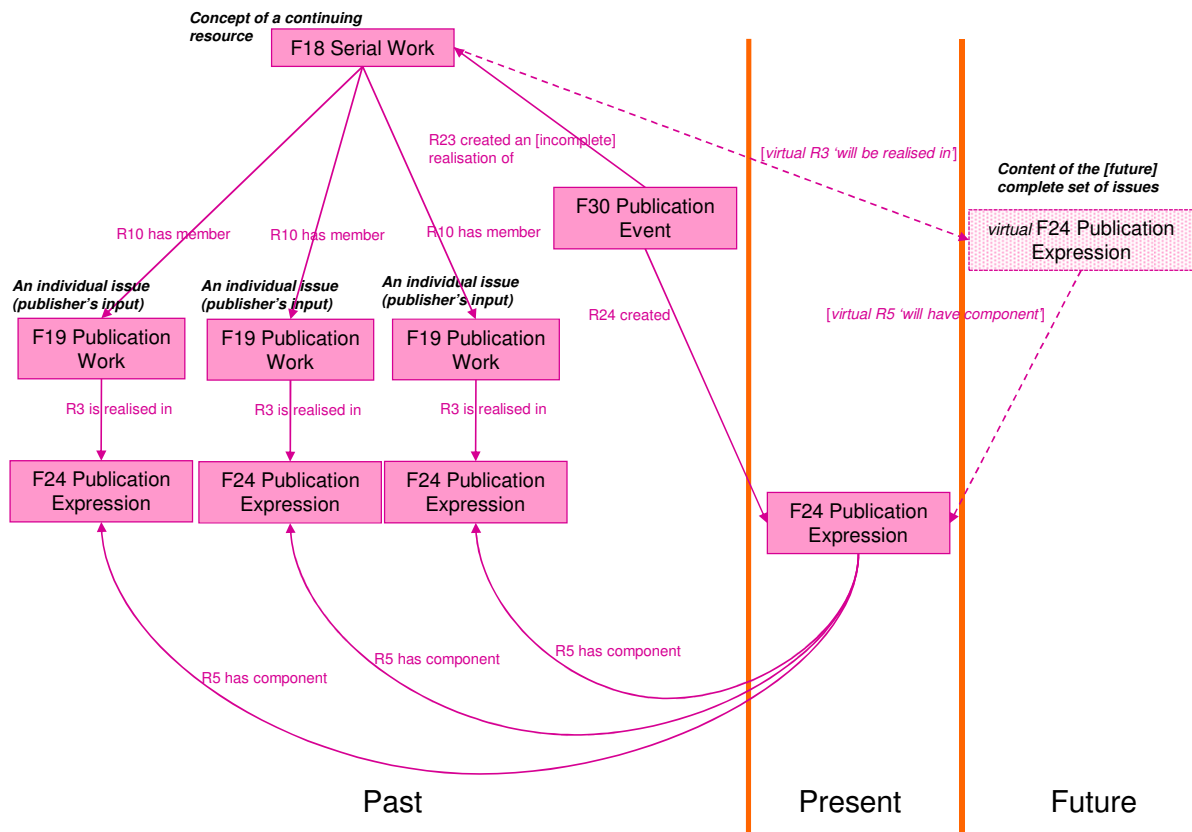 Concept of a continuing
resource
F18 Serial Work
R23 created an [incomplete]
realisation of
[virtual R3 ‘will be realised in’]
Content of the [future]
complete set of issues
F30 Publication
Event
virtual F24 Publication
Expression
R10 has member
R10 has member
R10 has member
An individual issue
(publisher’s input)
An individual issue
(publisher’s input)
An individual issue
(publisher’s input)
R24 created
[virtual R5 ‘will have component’]
F19 Publication
Work
F19 Publication
Work
F19 Publication
Work
R3 is realised in
R3 is realised in
R3 is realised in
F24 Publication
Expression
F24 Publication
Expression
F24 Publication
Expression
F24 Publication
Expression
R5 has component
R5 has component
R5 has component
Past
Present
Future